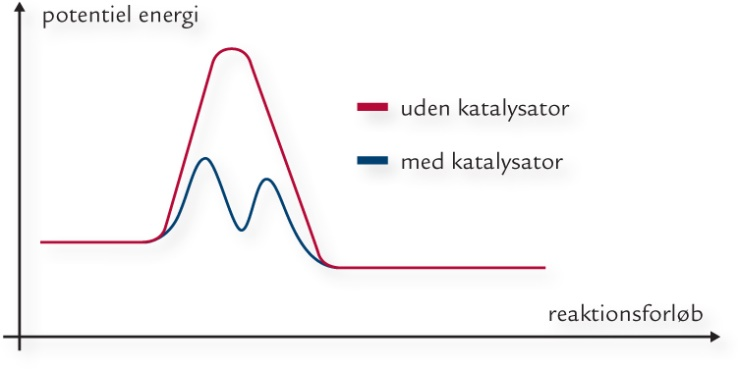 potentiel energi
uden katalysator
med katalysator
reaktionsforløb